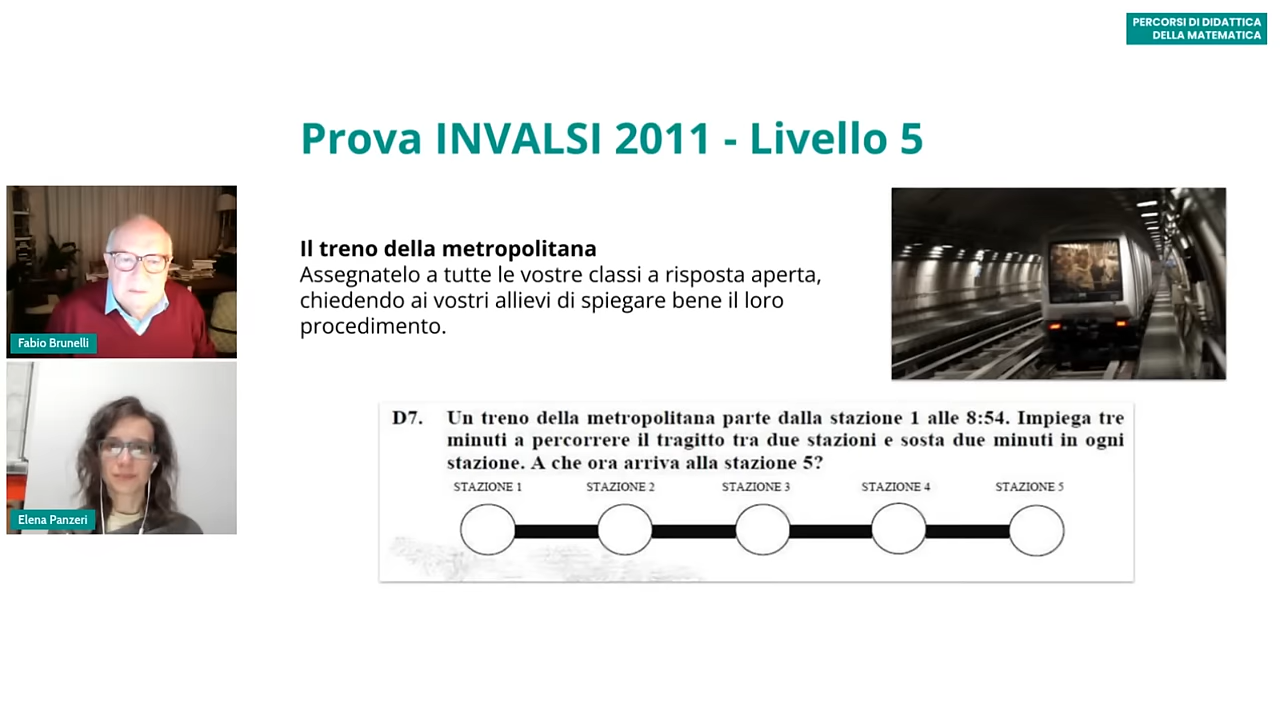 PERCORSI DI DIDATTICA
DELLA MATEMATICA
Prova INVALSI 2011 - Livello 5
Il treno della metropolitana
Assegnatelo a tutte le vostre classi a risposta aperta,
chiedendo ai vostri allievi di spiegare bene il loro
procedimento.
Fabio Brunelli
Elena Panzeri
D7. Un treno della metropolitana parte dalla stazione 1 alle 8:54. Impiega tre
minuti a percorrere il tragitto tra due stazioni e sosta due minuti in ogni
stazione. A che ora arriva alla stazione 5?
STAZIONE 1 STAZIONE 2 STAZIONE 3 STAZIONE 4 STAZIONE 5